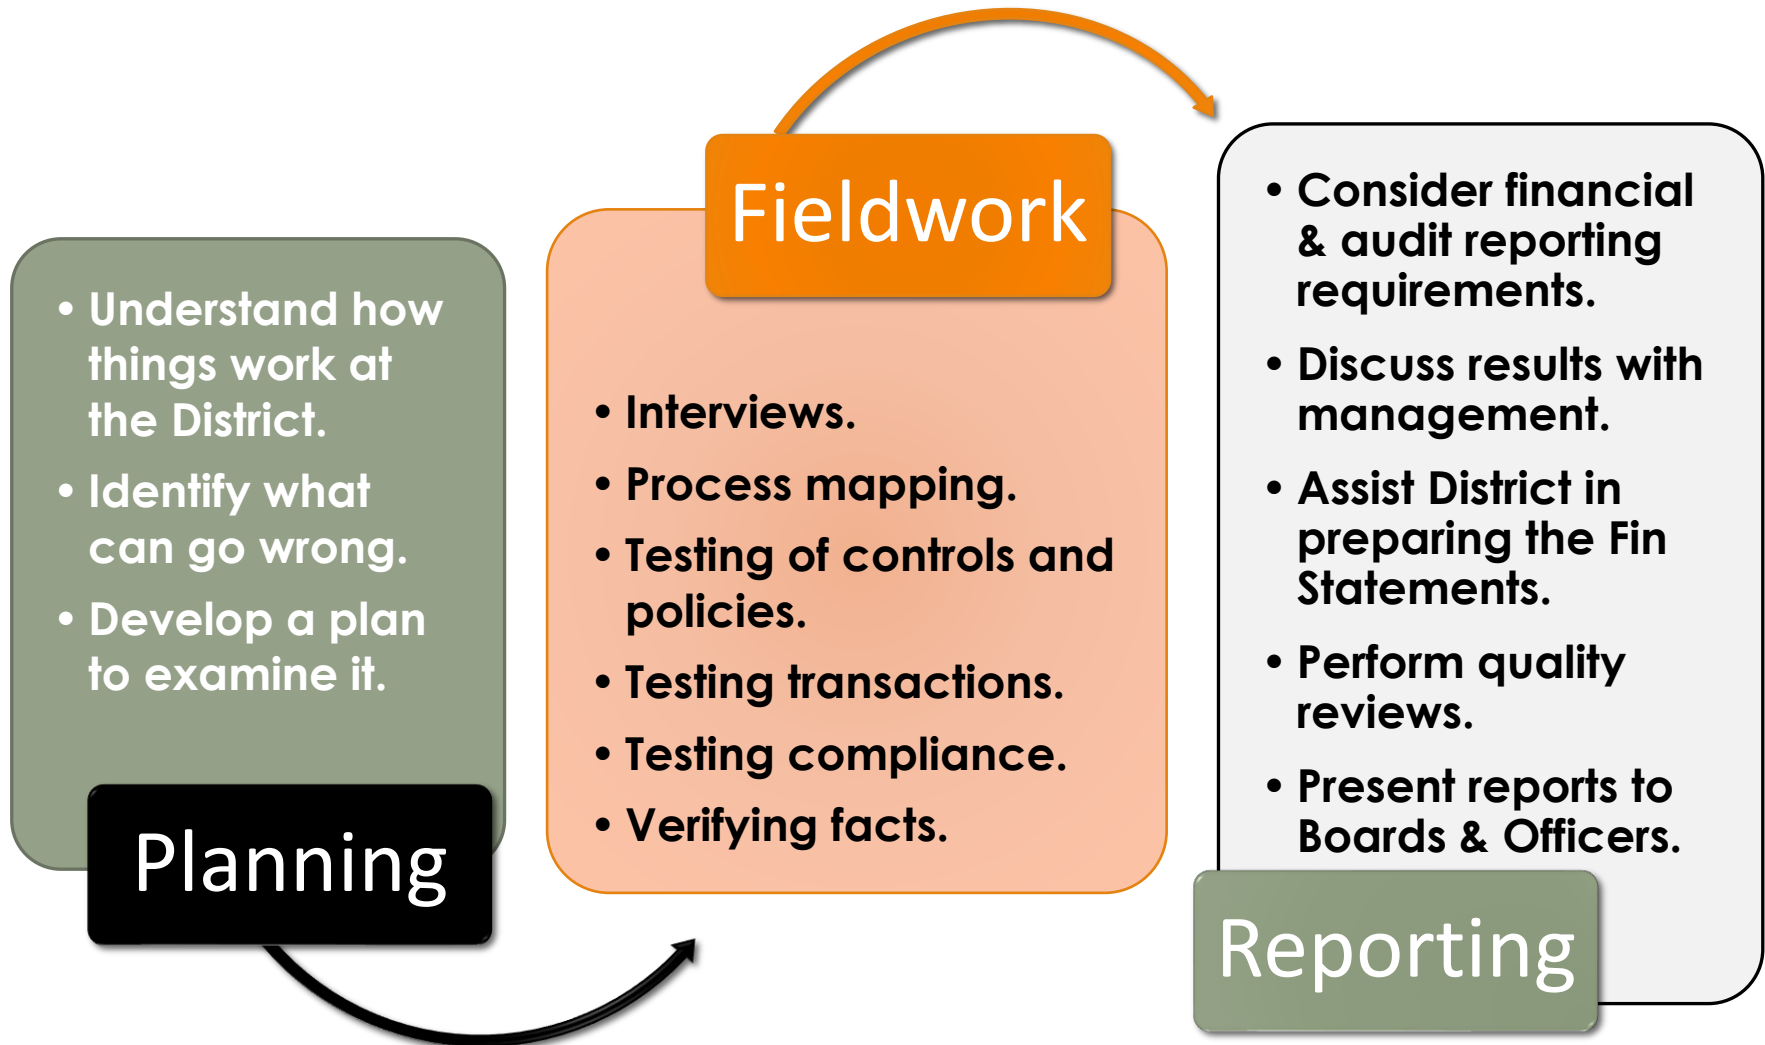 • Understand how
things work at
the District.
• Identify what
can go wrong.
• Develop a plan
to examine it.
Planning
Fieldwork
• Interviews.
• Process mapping.
• Testing of controls and
policies.
• Testing transactions.
• Testing compliance.
• Verifying facts.
• Consider financial
& audit reporting
requirements.
• Discuss results with
management.
• Assist District in
preparing the Fin
Statements.
• Perform quality
reviews.
• Present reports to
Boards & Officers.
Reporting